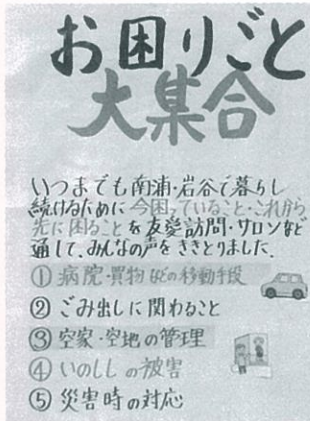 お困りごと
大集合
いつまでも南浦・岩谷で暮らし
続けるために今困っていること・これから
先に困ることを友愛訪問・サロンなど
通して、みんなの声をききとりました。
① 病院・買物などの移動手段
② ごみ出しに関わること
③ 空家・空地の管理
④ いのししの被害
⑤ 災害時の対応